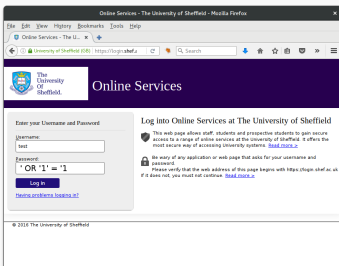 Online Services - The University of Sheffield - Mozilla Firefox
File Edit View History Bookmarks Tools Help
Online Services - The U...
University of Sheffield (GB) https://login.shef.a Search
The
University
Of
Sheffield.
Online Services
Enter your Username and Password
Username:
test
Password:
' OR '1' = '1
Log in
Having problems logging in?
Log into Online Services at The University of Sheffield
This web page allows staff, students and prospective students to gain secure
access to a range of online services at the University of Sheffield. It offers the
most secure way of accessing University systems. Read more >
Be wary of any application or web page that asks for your username and
password.
Please verify that the web address of this page begins with https://login.shef.ac.uk.
If it does not, you must not continue. Read more >
© 2016 The University of Sheffield